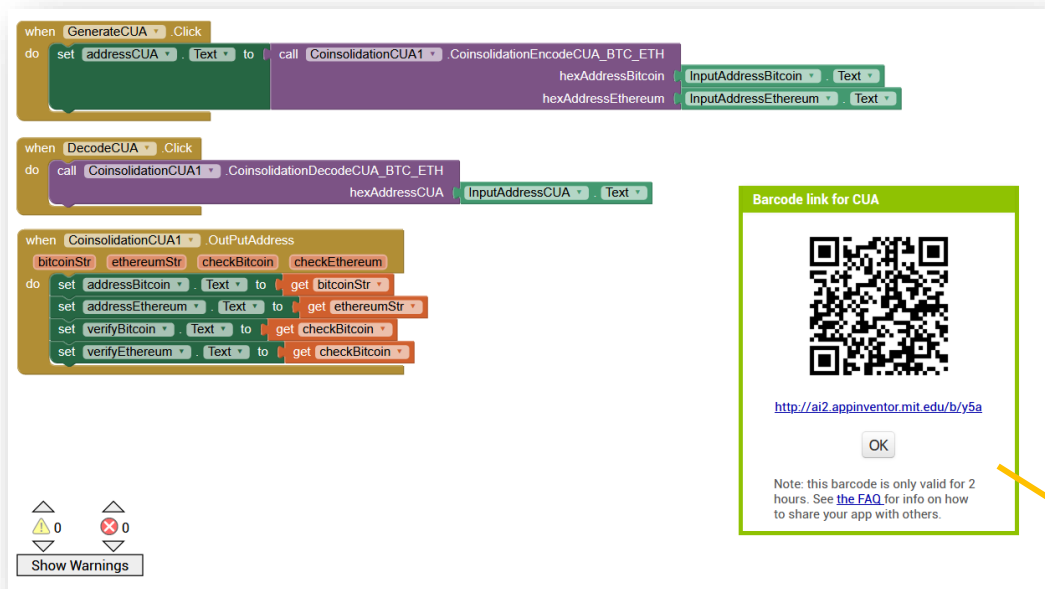 when GenerateCUA .Click
do set addressCUA . Text to call CoinsolidationCUA1 .CoinsolidationEncodeCUA_BTC_ETH
hexAddressBitcoin InputAddressBitcoin . Text
hexAddressEthereum InputAddressEthereum . Text
when DecodeCUA .Click
do call CoinsolidationCUA1 .CoinsolidationDecodeCUA_BTC_ETH
hexAddressCUA InputAddressCUA . Text
when CoinsolidationCUA1 .OutPutAddress
bitcoinStr ethereumStr checkBitcoin checkEthereum
do set addressBitcoin . Text to get bitcoinStr
set addressEthereum . Text to get ethereumStr
set verifyBitcoin . Text to get checkBitcoin
set verifyEthereum . Text to get checkBitcoin
Barcode link for CUA
http://ai2.appinventor.mit.edu/b/y5a
OK
Note: this barcode is only valid for 2
hours. See the FAQ for info on how
to share your app with others.
0 0
Show Warnings